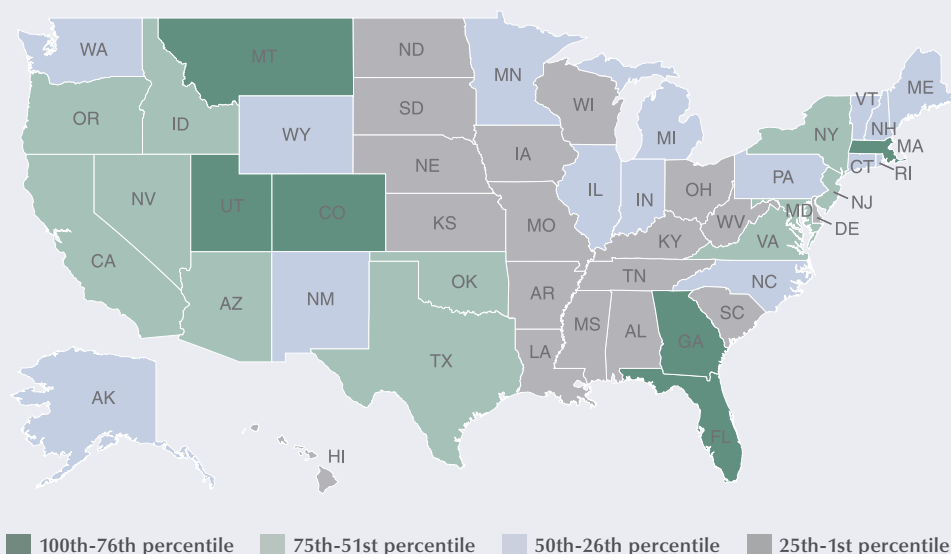 WA
MT
ND
MN
VT
ME
OR
ID
SD
WI
NH
WY
MI
NY
MA
NE
IA
CT
RI
NV
UT
CO
IL
IN
OH
PA
NJ
CA
KS
MO
WV
MD
DE
KY
VA
AZ
NM
OK
TN
NC
AR
SC
TX
MS
AL
GA
LA
AK
FL
HI
100th-76th percentile
75th-51st percentile
50th-26th percentile
25th-1st percentile